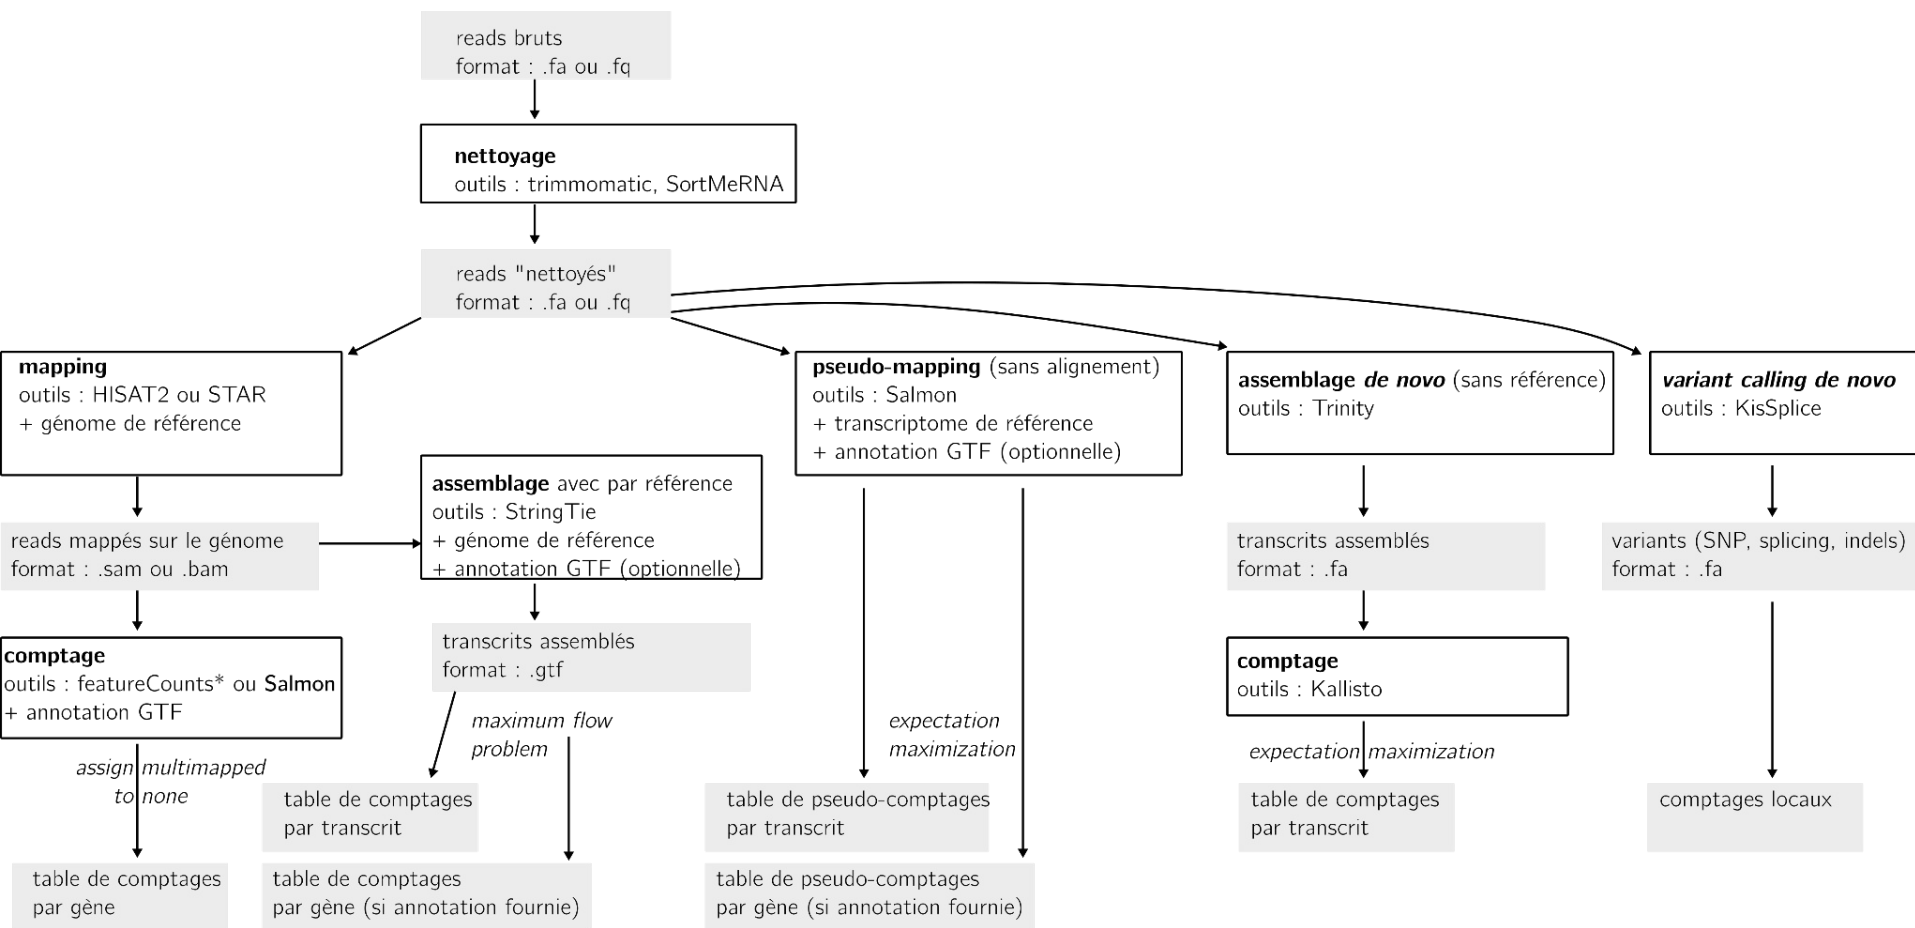 reads bruts
format : .fa ou .fq
nettoyage
outils : trimmomatic, SortMeRNA
reads "nettoyés"
format : .fa ou .fq
mapping
outils : HISAT2 ou STAR
+ génome de référence
reads mappés sur le génome
format : .sam ou .bam
comptage
outils : featureCounts* ou Salmon
+ annotation GTF
assign multimapped
to none
table de comptages
par gène
assemblage avec par référence
outils : StringTie
+ génome de référence
+ annotation GTF (optionnelle)
transcrits assemblés
format : .gtf
maximum flow
problem
table de comptages
par transcrit
table de comptages
par gène (si annotation fournie)
pseudo-mapping (sans alignement)
outils : Salmon
+ transcriptome de référence
+ annotation GTF (optionnelle)
expectation
maximization
table de pseudo-comptages
par transcrit
table de pseudo-comptages
par gène (si annotation fournie)
assemblage de novo (sans référence)
outils : Trinity
transcrits assemblés
format : .fa
comptage
outils : Kallisto
expectation maximization
table de comptages
par transcrit
variant calling de novo
outils : KisSplice
variants (SNP, splicing, indels)
format : .fa
comptages locaux